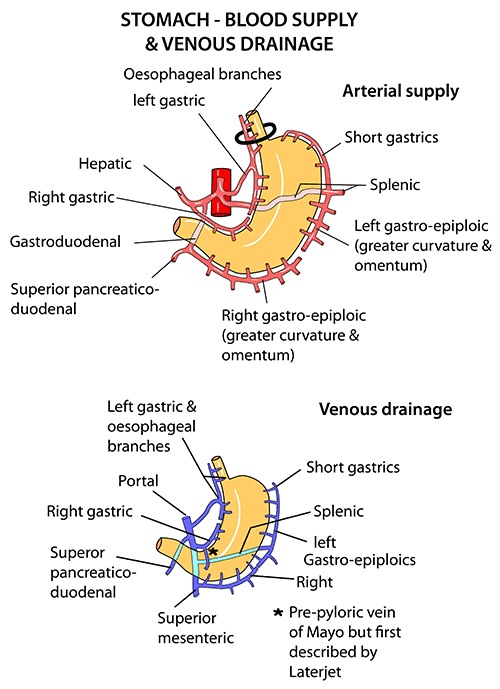 STOMACH - BLOOD SUPPLY
& VENOUS DRAINAGE
Oesophageal branches
left gastric
Arterial supply
Short gastrics
Hepatic
Splenic
Right gastric
Left gastro-epiploic
(greater curvature &
omentum)
Gastroduodenal
Superior pancreatico-
duodenal
Right gastro-epiploic
(greater curvature &
omentum)
Left gastric &
oesophageal
branches
Venous drainage
Short gastrics
Portal
Right gastric
Splenic
left
Gastro-epiploics
Superor
pancreatico-
duodenal
Right
Superior
mesenteric
* Pre-pyloric vein
of Mayo but first
described by
Laterjet